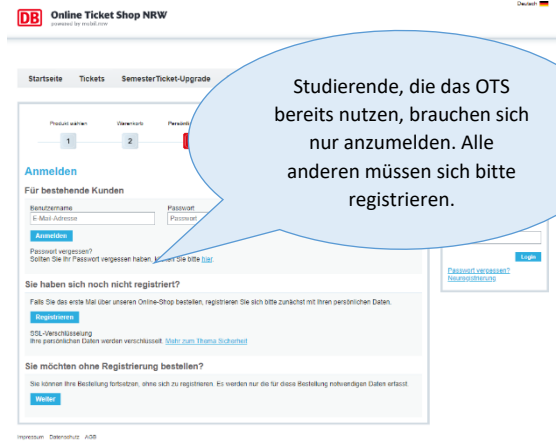 Deutsch
DB Online Ticket Shop NRW
powered by mobil.nrw
Startseite Tickets SemesterTicket-Upgrade
Studierende, die das OTS
bereits nutzen, brauchen sich
nur anzumelden. Alle
anderen müssen sich bitte
registrieren.
Produkt wählen Warenkorb
1 2
Anmelden
Für bestehende Kunden
Benutzername Passwort
E-Mail-Adresse Passwort
Anmelden
Passwort vergessen?
Sollten Sie Ihr Passwort vergessen haben, Sie bitte hier.
Login
Passwort vergessen?
Neuregistrierung
Sie haben sich noch nicht registriert?
Falls Sie das erste Mal über unseren Online-Shop bestellen, registrieren Sie sich bitte zunächst mit Ihren persönlichen Daten.
Registrieren
SSL-Verschlüsselung
Ihre persönlichen Daten werden verschlüsselt. Mehr zum Thema Sicherheit
Sie möchten ohne Registrierung bestellen?
Sie können Ihre Bestellung fortsetzen, ohne sich zu registrieren. Es werden nur die für diese Bestellung notwendigen Daten erfasst.
Weiter
Impressum Datenschutz AGB